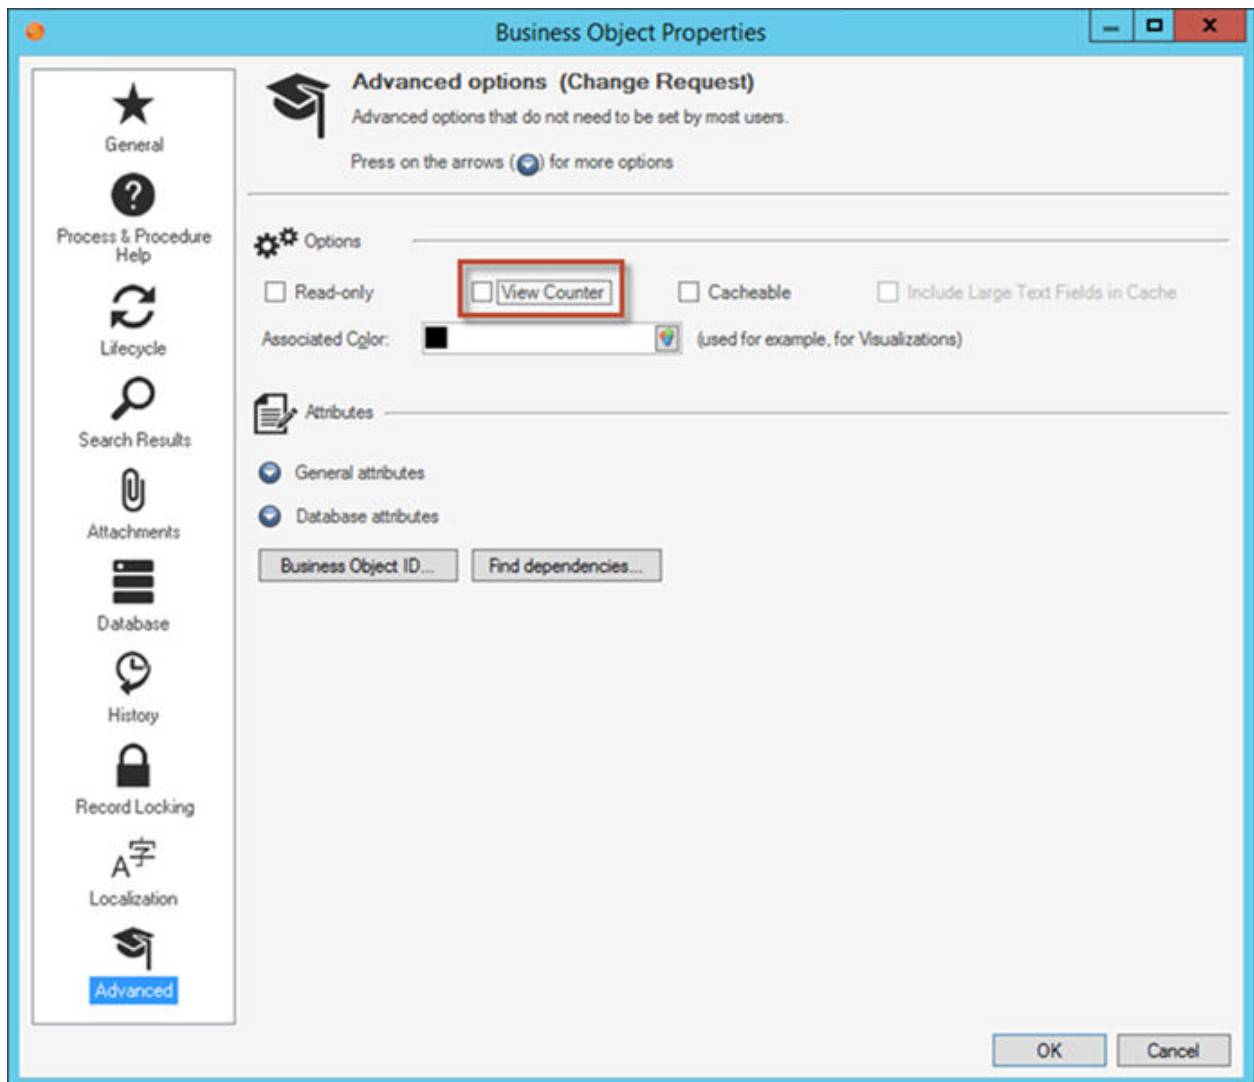 Business Object Properties
General
Process & Procedure
Help
Lifecycle
Search Results
Attachments
Database
History
Record Locking
A字
Localization
Advanced
Advanced options (Change Request)
Advanced options that do not need to be set by most users.
Press on the arrows ( ) for more options
Options
Read-only View Counter Cacheable Include Large Text Fields in Cache
Associated Color: (used for example, for Visualizations)
Attributes
General attributes
Database attributes
Business Object ID... Find dependencies...
OK Cancel